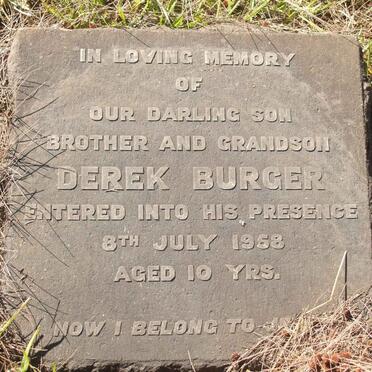 IN LOVING MEMORY
OF
OUR DARLING SON
BROTHER AND GRANDSON
DEREK BURGER
ENTERED INTO HIS PRESENCE
8TH JULY 1958
AGED 10 YRS.
NOW I BELONG TO